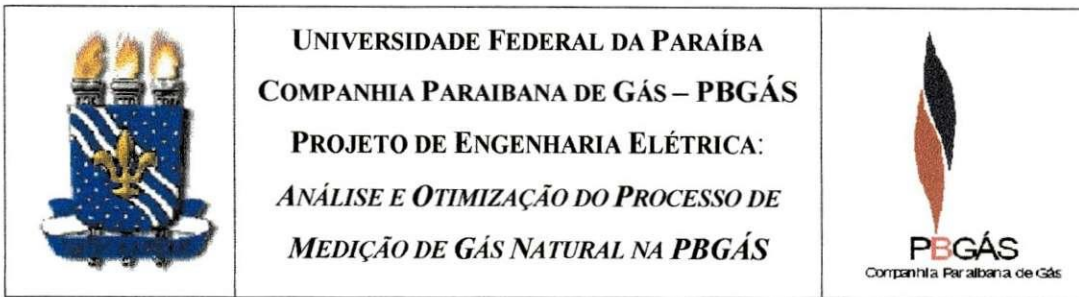 UNIVERSIDADE FEDERAL DA PARAÍBA
COMPANHIA PARAIBANA DE GÁS – PBGÁS
PROJETO DE ENGENHARIA ELÉTRICA:
ANÁLISE E OTIMIZAÇÃO DO PROCESSO DE
MEDIÇÃO DE GÁS NATURAL NA PBGÁS
PBGÁS
Companhia Paraibana de Gás